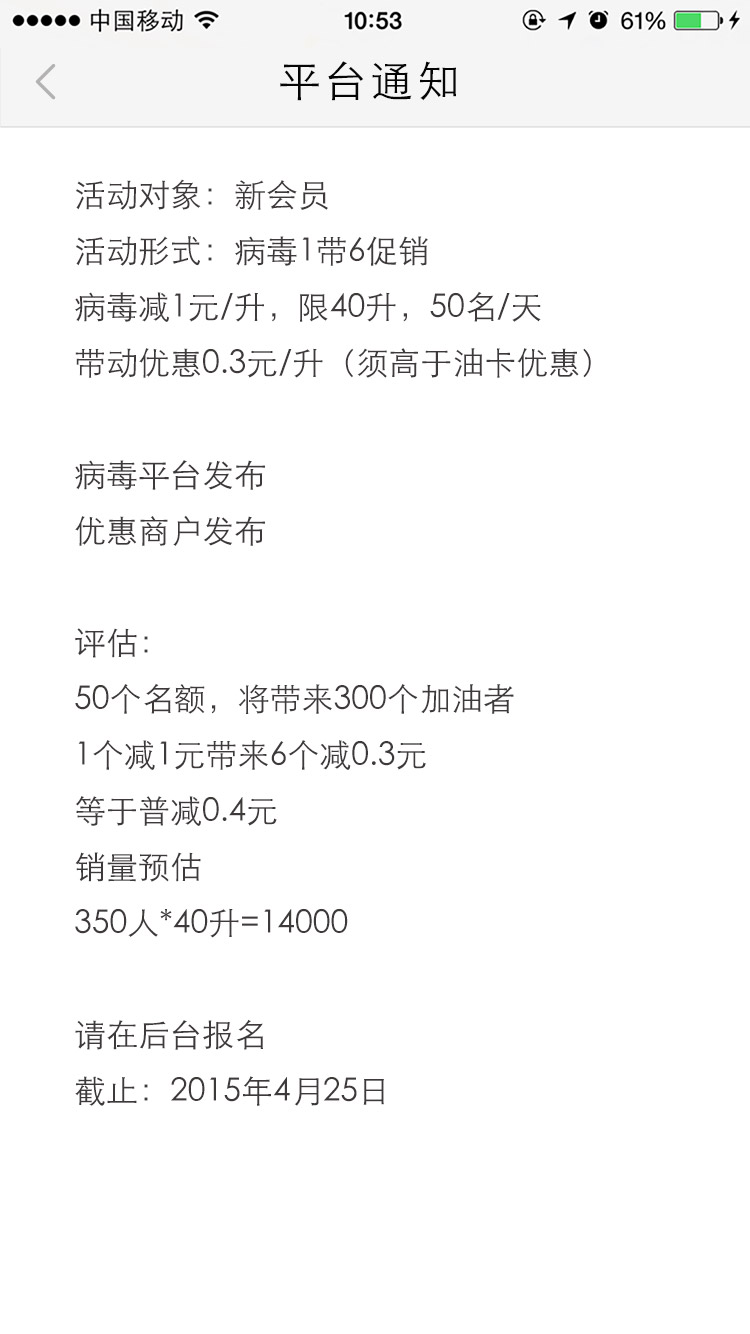 中国移动 10:53 61%
平台通知
活动对象：新会员
活动形式：病毒1带6促销
病毒减1元/升，限40升，50名/天
带动优惠0.3元/升（须高于油卡优惠）
病毒平台发布
优惠商户发布
评估：
50个名额，将带来300个加油者
1个减1元带来6个减0.3元
等于普减0.4元
销量预估
350人*40升=14000
请在后台报名
截止：2015年4月25日